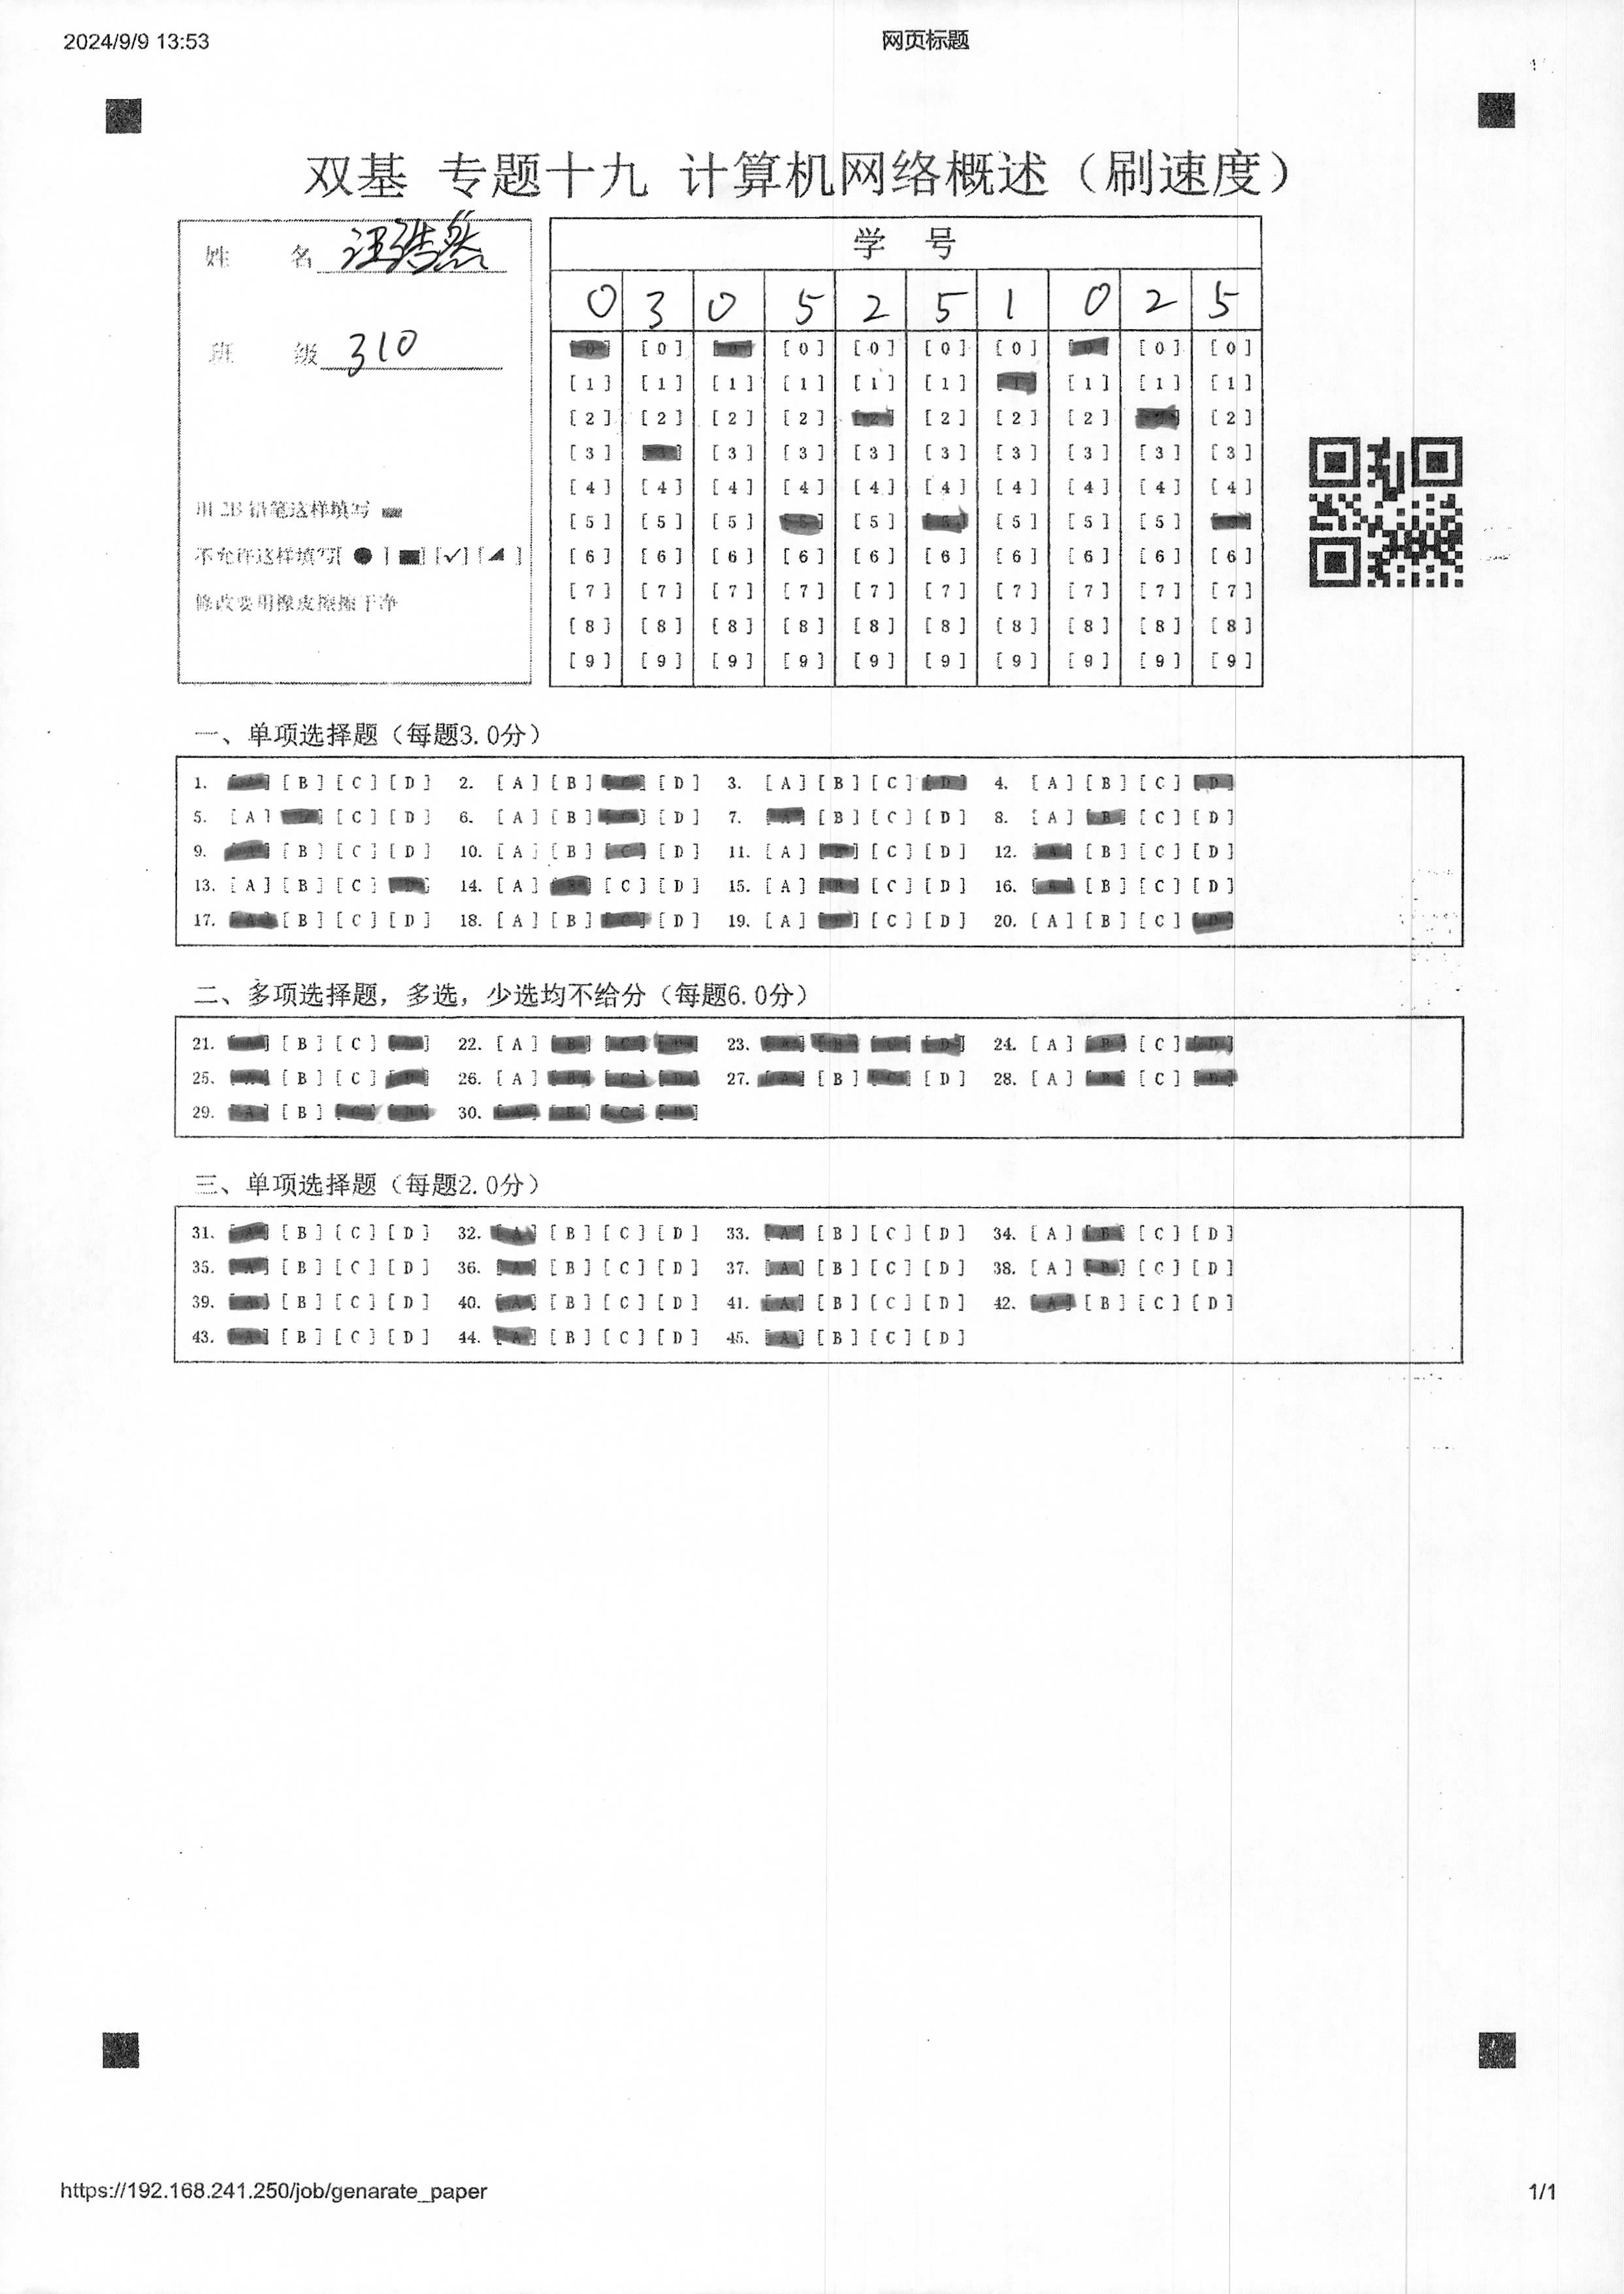 2024/9/9 13:53 网页标题
双基 专题十九 计算机网络概述（刷速度）
姓 名 汪浩然
班 级 310
用 2B 铅笔这样填写
不允许这样填写[ ● ] [■] [✓] [◢]
修改要用橡皮擦擦干净
学 号
0 3 0 5 2 5 1 0 2 5
[0] [0] [0] [0] [0] [0] [0] [0] [0] [0]
[1] [1] [1] [1] [1] [1] [1] [1] [1] [1]
[2] [2] [2] [2] [2] [2] [2] [2] [2] [2]
[3] [3] [3] [3] [3] [3] [3] [3] [3] [3]
[4] [4] [4] [4] [4] [4] [4] [4] [4] [4]
[5] [5] [5] [5] [5] [5] [5] [5] [5] [5]
[6] [6] [6] [6] [6] [6] [6] [6] [6] [6]
[7] [7] [7] [7] [7] [7] [7] [7] [7] [7]
[8] [8] [8] [8] [8] [8] [8] [8] [8] [8]
[9] [9] [9] [9] [9] [9] [9] [9] [9] [9]
一、单项选择题（每题3.0分）
1. [A] [B] [C] [D] 2. [A] [B] [C] [D] 3. [A] [B] [C] [D] 4. [A] [B] [C] [D]
5. [A] [B] [C] [D] 6. [A] [B] [C] [D] 7. [A] [B] [C] [D] 8. [A] [B] [C] [D]
9. [A] [B] [C] [D] 10. [A] [B] [C] [D] 11. [A] [B] [C] [D] 12. [A] [B] [C] [D]
13. [A] [B] [C] [D] 14. [A] [B] [C] [D] 15. [A] [B] [C] [D] 16. [A] [B] [C] [D]
17. [A] [B] [C] [D] 18. [A] [B] [C] [D] 19. [A] [B] [C] [D] 20. [A] [B] [C] [D]
二、多项选择题，多选，少选均不给分（每题6.0分）
21. [A] [B] [C] [D] 22. [A] [B] [C] [D] 23. [A] [B] [C] [D] 24. [A] [B] [C] [D]
25. [A] [B] [C] [D] 26. [A] [B] [C] [D] 27. [A] [B] [C] [D] 28. [A] [B] [C] [D]
29. [A] [B] [C] [D] 30. [A] [B] [C] [D]
三、单项选择题（每题2.0分）
31. [A] [B] [C] [D] 32. [A] [B] [C] [D] 33. [A] [B] [C] [D] 34. [A] [B] [C] [D]
35. [A] [B] [C] [D] 36. [A] [B] [C] [D] 37. [A] [B] [C] [D] 38. [A] [B] [C] [D]
39. [A] [B] [C] [D] 40. [A] [B] [C] [D] 41. [A] [B] [C] [D] 42. [A] [B] [C] [D]
43. [A] [B] [C] [D] 44. [A] [B] [C] [D] 45. [A] [B] [C] [D]
https://192.168.241.250/job/genarate_paper 1/1